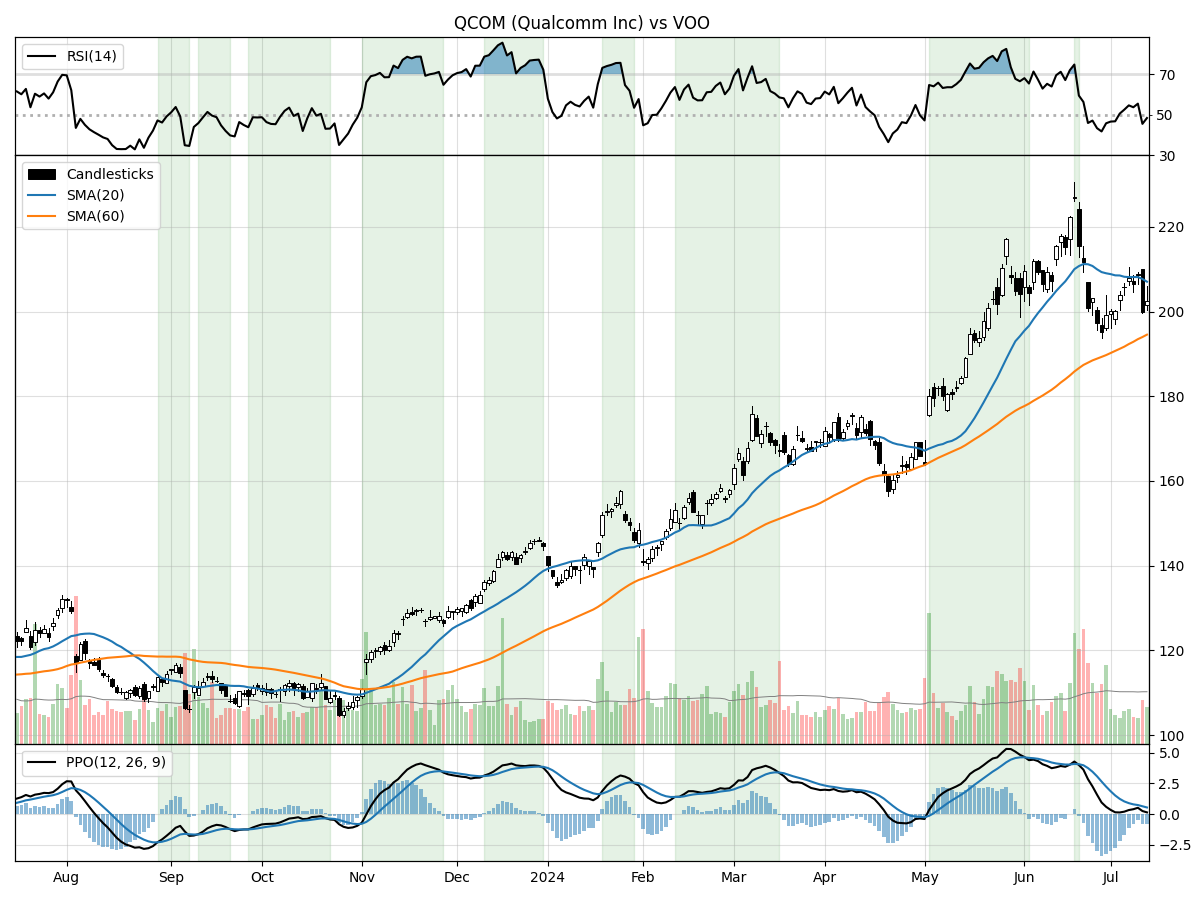 QCOM (Qualcomm Inc) vs VOO
RSI(14)
70
50
30
Candlesticks
SMA(20)
SMA(60)
220
200
180
160
140
120
100
PPO(12, 26, 9)
5.0
2.5
0.0
−2.5
Aug Sep Oct Nov Dec 2024 Feb Mar Apr May Jun Jul